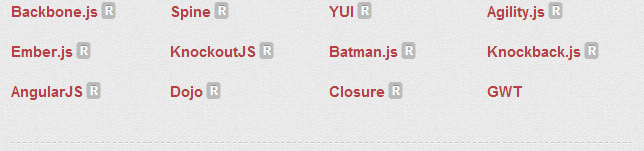 Backbone.js R Spine R YUI R Agility.js R
Ember.js R KnockoutJS R Batman.js R Knockback.js R
AngularJS R Dojo R Closure R GWT